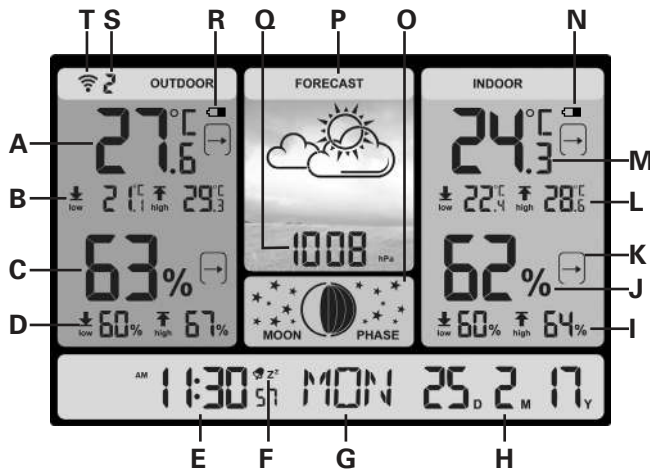 T S R Q P O N
2 OUTDOOR FORECAST INDOOR
A 27.6 °C 24.3 °C M
B low 21.1 °C high 29.3 °C low 22.4 °C high 28.6 °C L
Q 1008 hPa
C 63% 62% K
J
D low 60% high 67% MOON PHASE low 60% high 64% I
AM 11:30 57 Zz MON 25 D 2 M 17 Y
E F G H